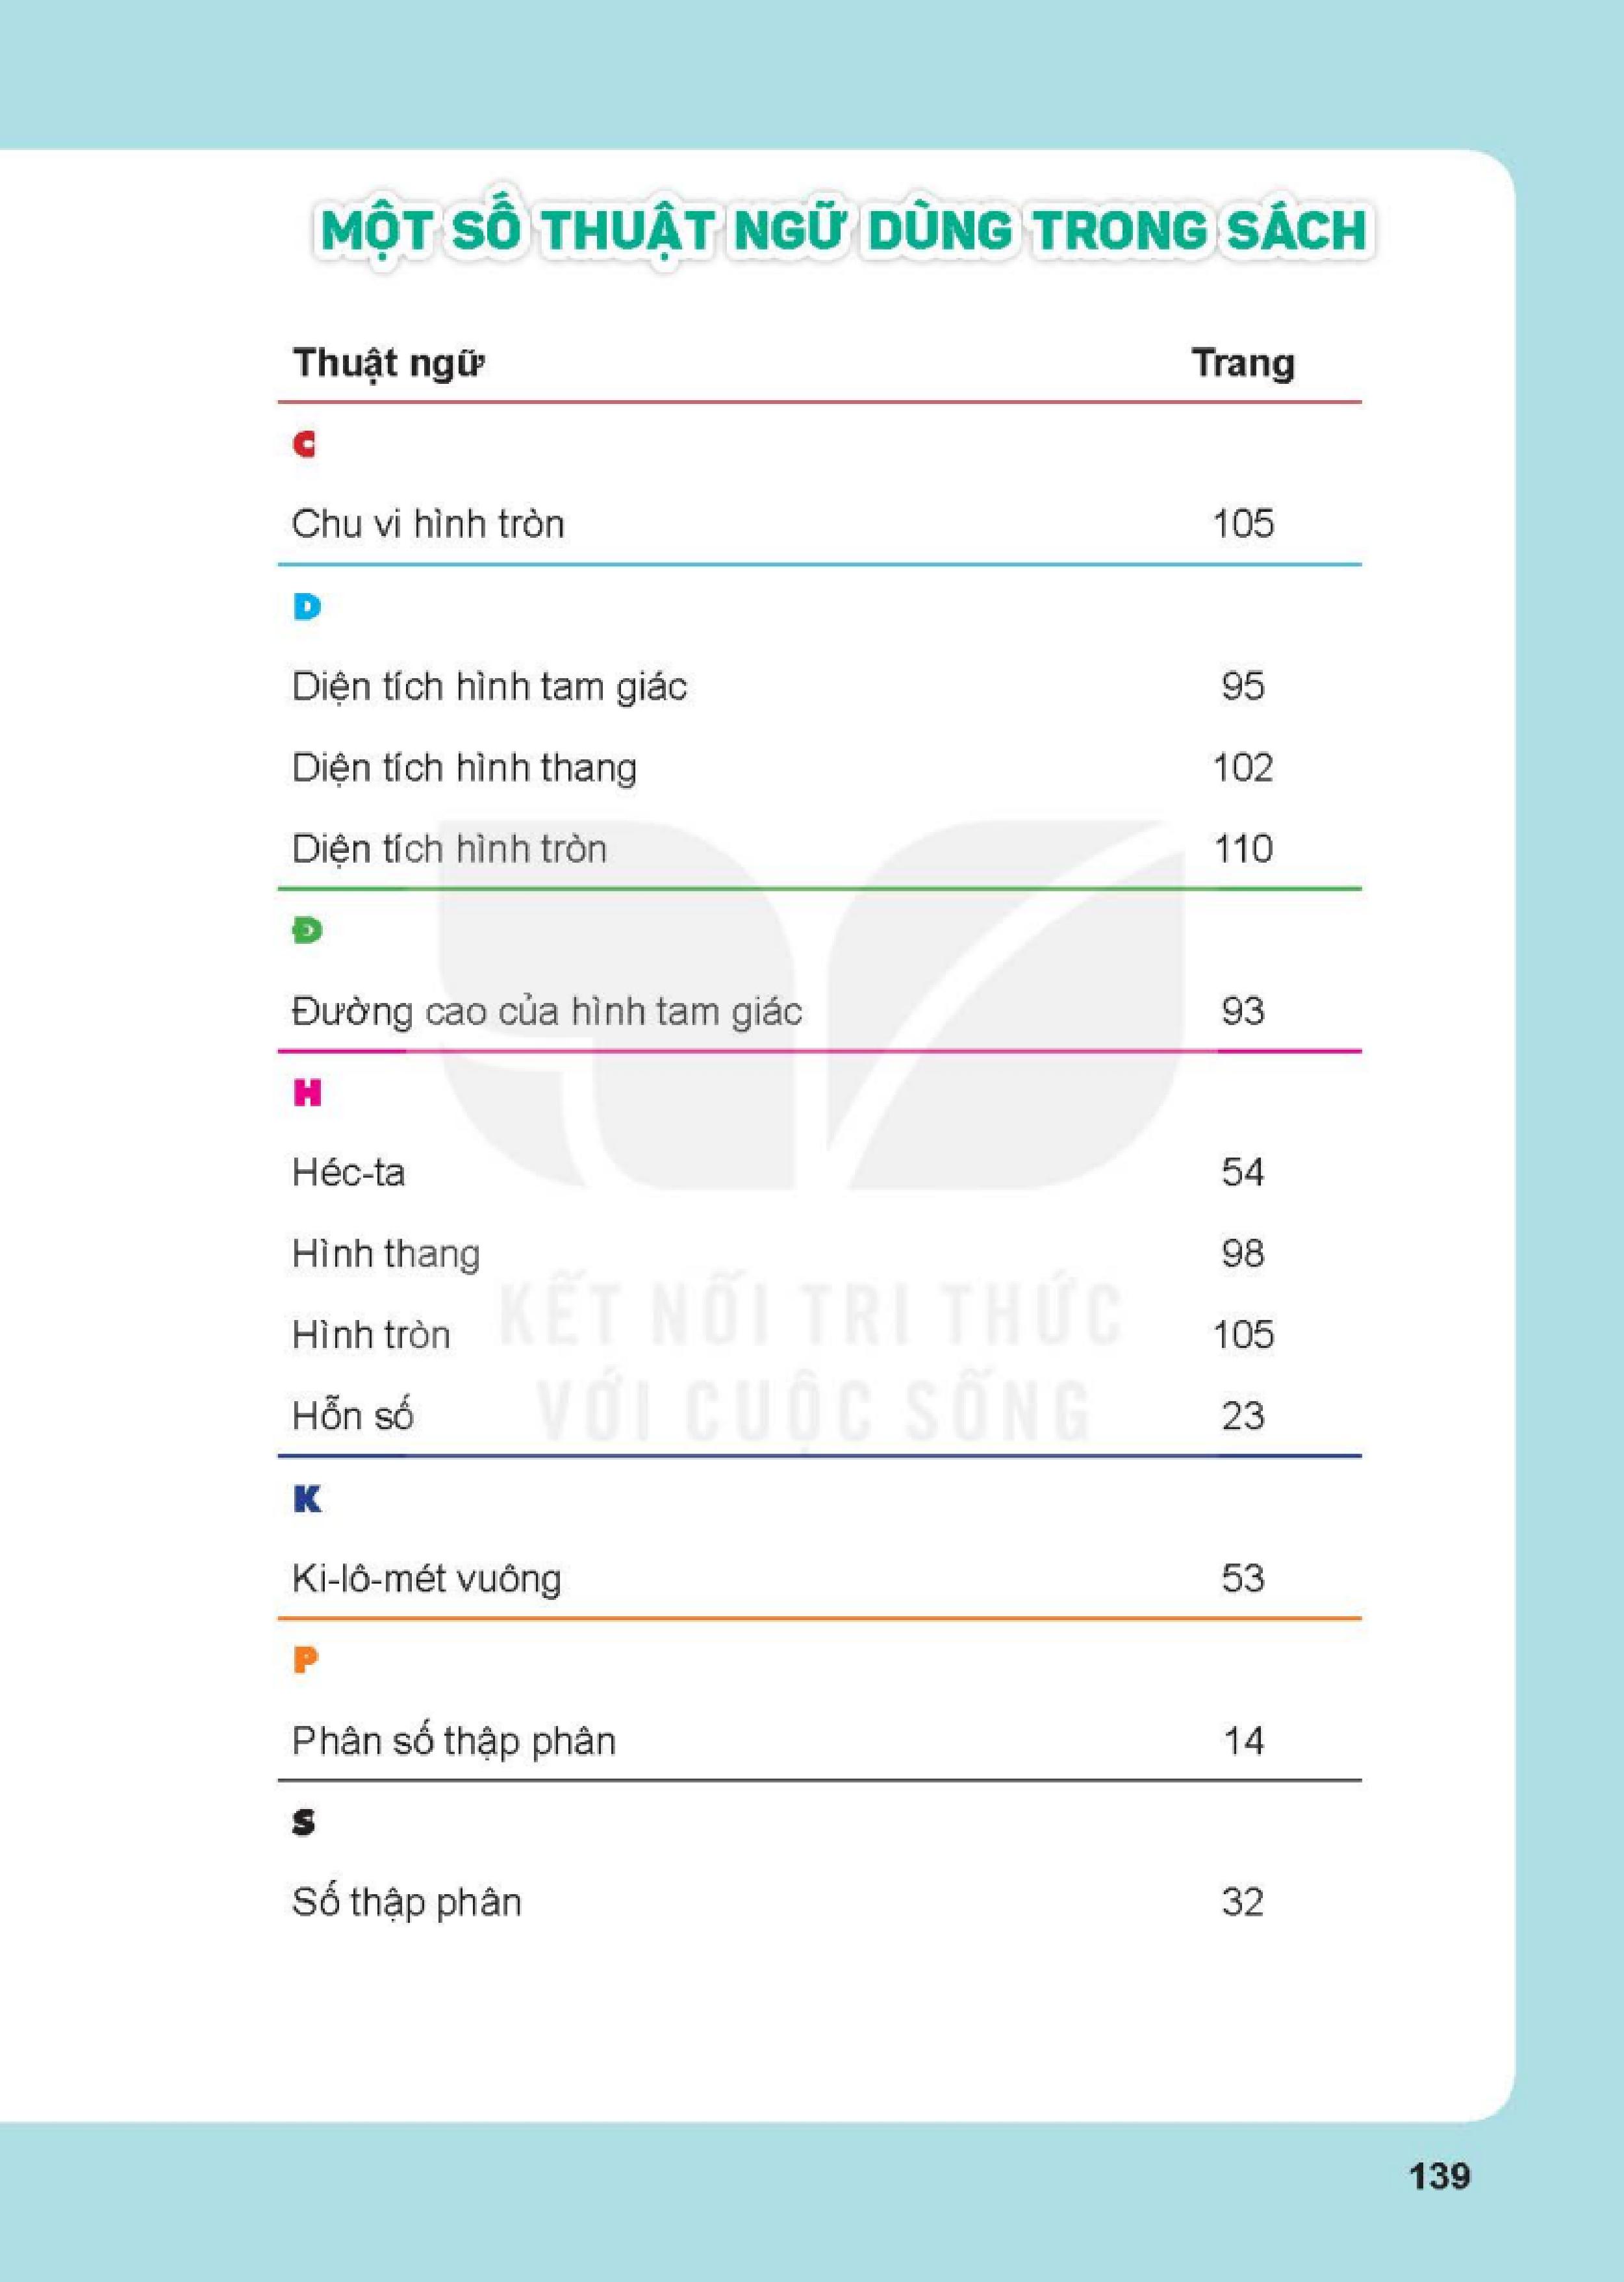 MỘT SỐ THUẬT NGỮ DÙNG TRONG SÁCH
Thuật ngữ Trang
C
Chu vi hình tròn 105
D
Diện tích hình tam giác 95
Diện tích hình thang 102
Diện tích hình tròn 110
Đ
Đường cao của hình tam giác 93
H
Héc-ta 54
Hình thang 98
Hình tròn 105
Hỗn số 23
KẾT NỐI TRI THỨC
VỚI CUỘC SỐNG
K
Ki-lô-mét vuông 53
P
Phân số thập phân 14
S
Số thập phân 32
139